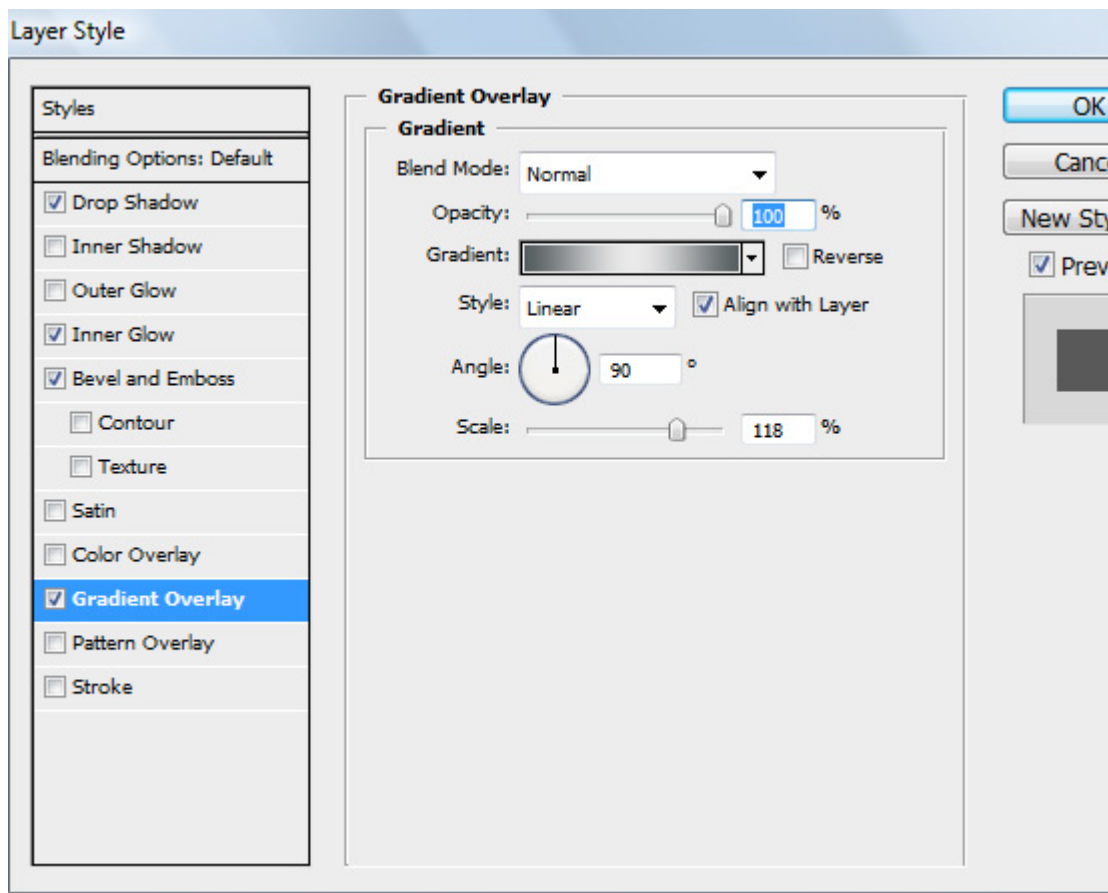 Layer Style
Styles
Blending Options: Default
Drop Shadow
Inner Shadow
Outer Glow
Inner Glow
Bevel and Emboss
Contour
Texture
Satin
Color Overlay
Gradient Overlay
Pattern Overlay
Stroke
Gradient Overlay
Gradient
Blend Mode: Normal
Opacity: 100 %
Gradient: Reverse
Style: Linear Align with Layer
Angle: 90 °
Scale: 118 %
OK
Canc
New Sty
Prev